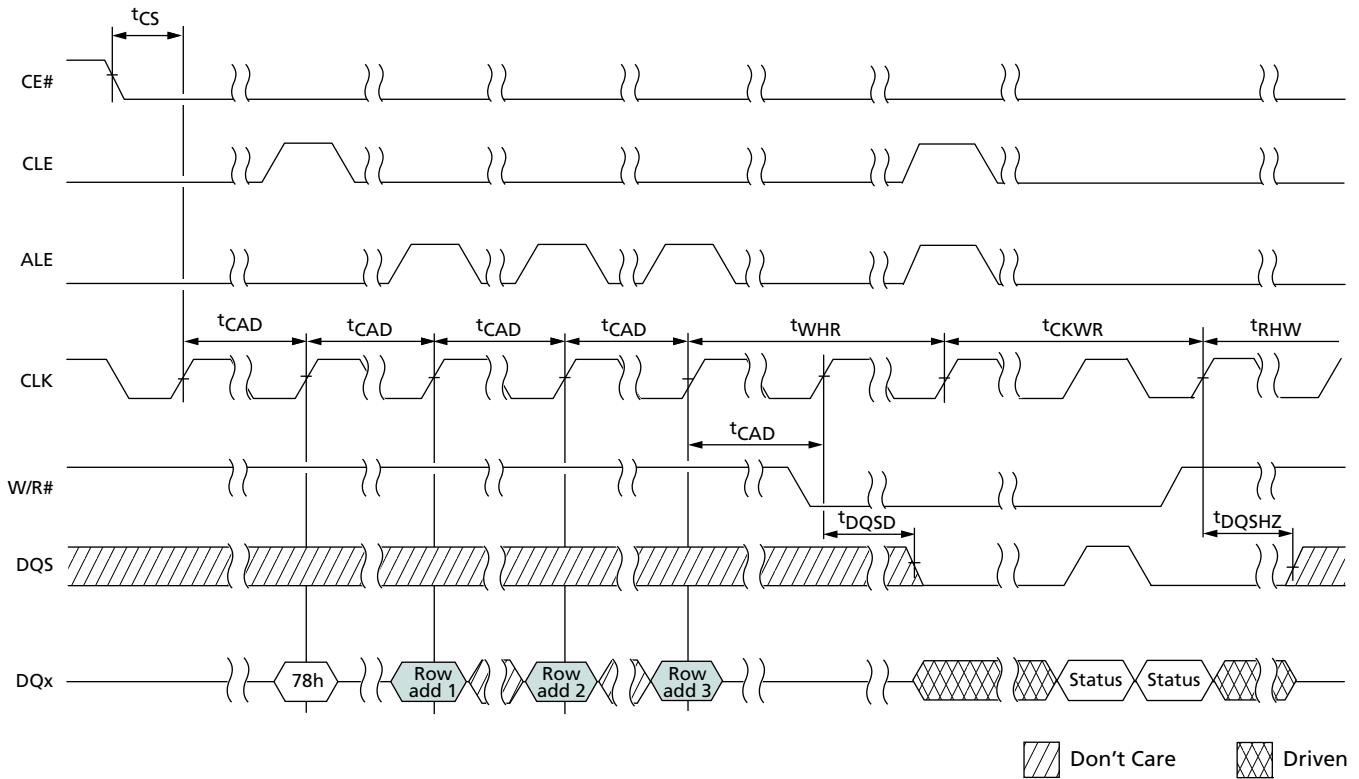 tCS
CE#
CLE
ALE
tCAD
tCAD
tCAD
tCAD
tWHR
tCKWR
tRHW
CLK
tCAD
W/R#
tDQSD
tDQSHZ
DQS
DQx
78h
Row
add 1
Row
add 2
Row
add 3
Status
Status
Don't Care
Driven